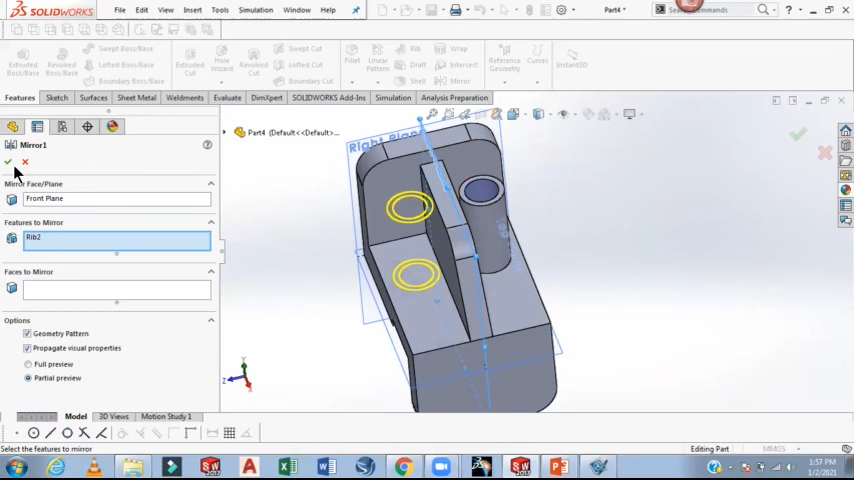 SOLIDWORKS
File Edit View Insert Tools Simulation Window Help
Part4 *
Search Commands
Extruded Boss/Base
Revolved Boss/Base
Swept Boss/Base
Lofted Boss/Base
Boundary Boss/Base
Extruded Cut
Hole Wizard
Revolved Cut
Swept Cut
Lofted Cut
Boundary Cut
Fillet
Linear Pattern
Rib
Draft
Shell
Wrap
Intersect
Mirror
Reference Geometry
Curves
Instant3D
Features Sketch Surfaces Sheet Metal Weldments Evaluate DimXpert SOLIDWORKS Add-Ins Simulation Analysis Preparation
Part4 (Default<<Default>...
Mirror1
Mirror Face/Plane
Front Plane
Features to Mirror
Rib2
Faces to Mirror
Options
Geometry Pattern
Propagate visual properties
Full preview
Partial preview
Right Plane
Top
Y
Z
X
Model 3D Views Motion Study 1
Select the features to mirror
Editing Part
MMGS
1:57 PM
1/2/2021